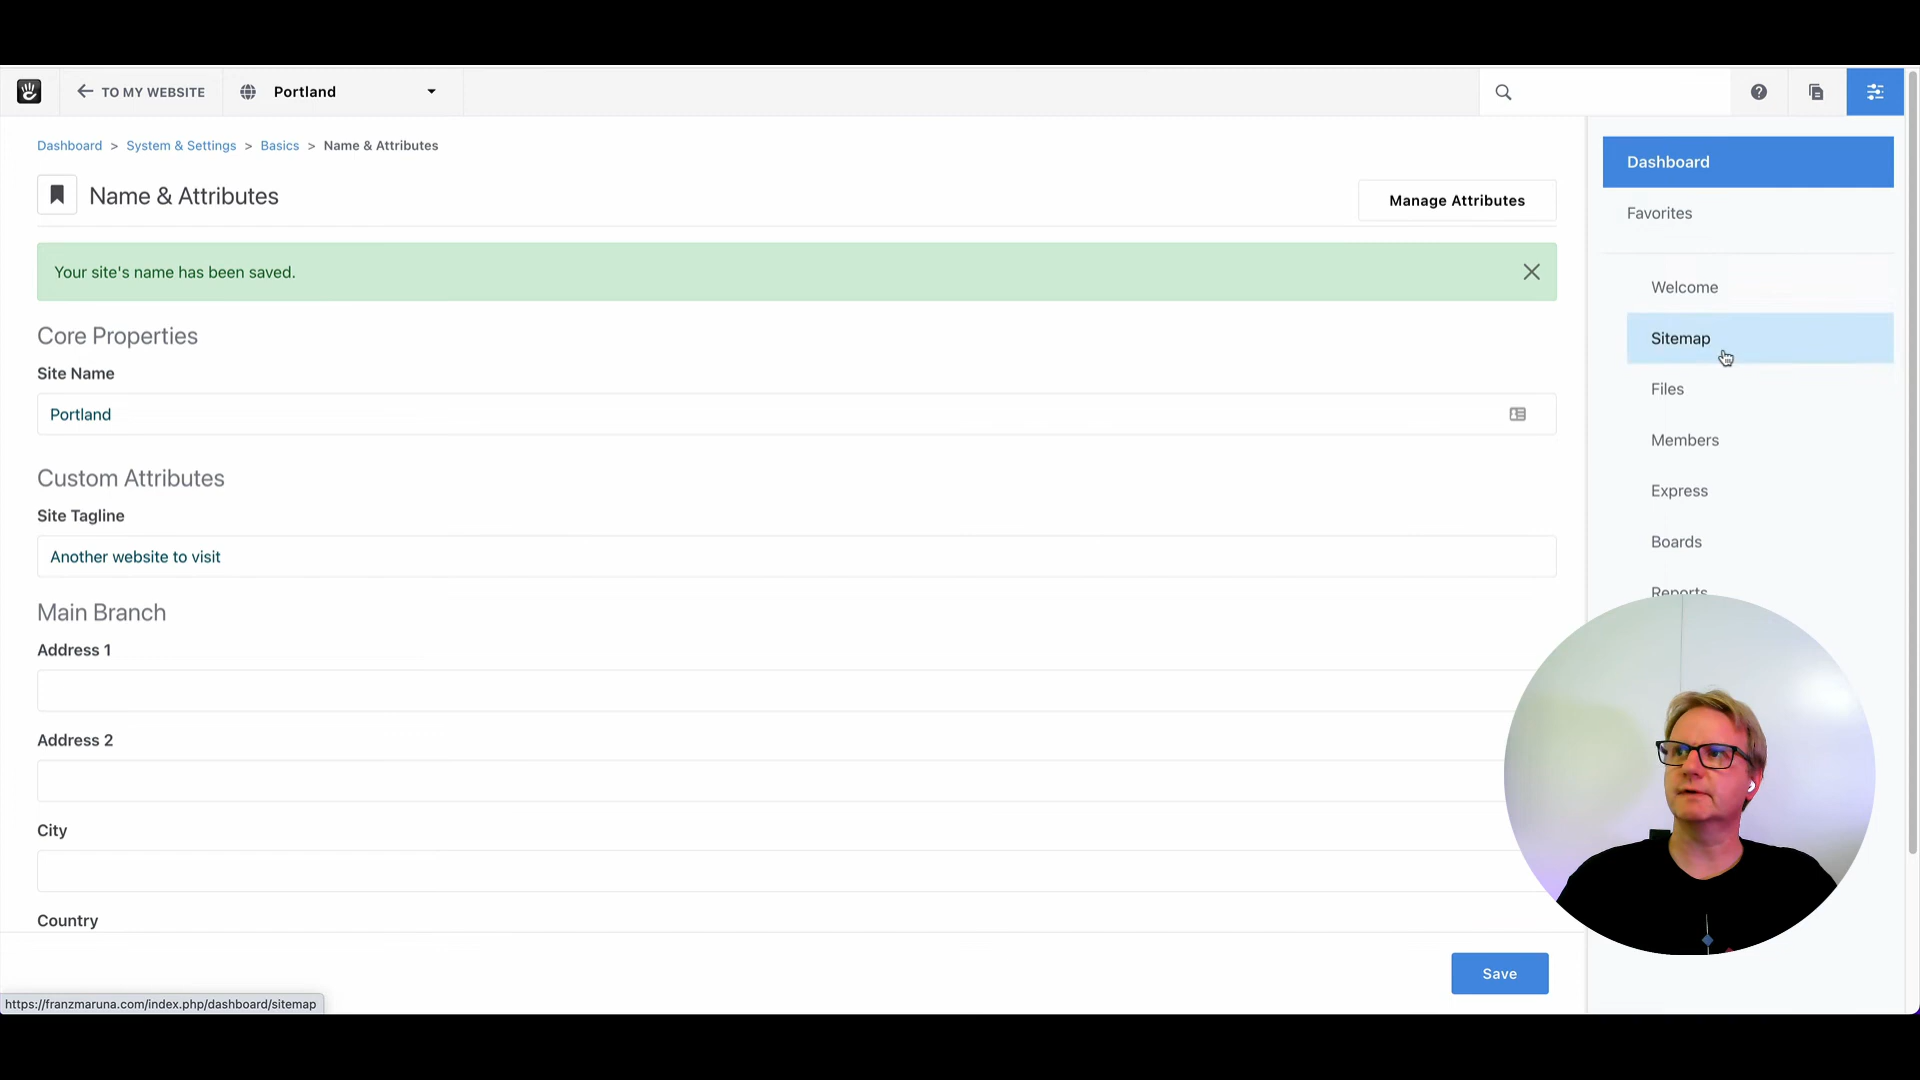 TO MY WEBSITE
Portland
Dashboard > System & Settings > Basics > Name & Attributes
Name & Attributes
Manage Attributes
Your site's name has been saved.
Core Properties
Site Name
Portland
Custom Attributes
Site Tagline
Another website to visit
Main Branch
Address 1
Address 2
City
Country
Save
https://franzmaruna.com/index.php/dashboard/sitemap
Dashboard
Favorites
Welcome
Sitemap
Files
Members
Express
Boards
Reports